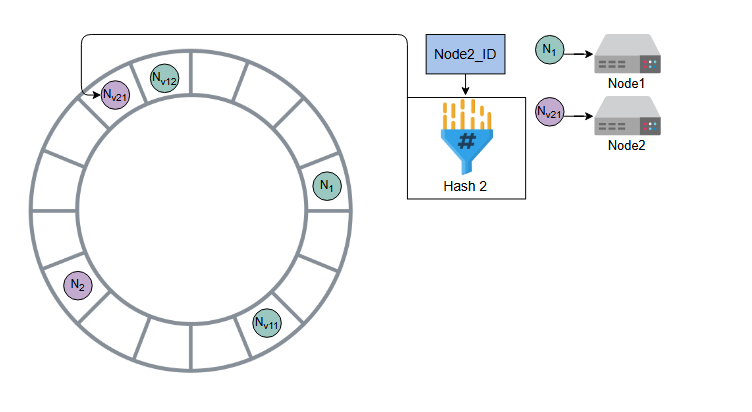 Node2_ID
N1
Node1
Nv12
Nv21
Nv21
#
Node2
Hash 2
N1
N2
Nv11